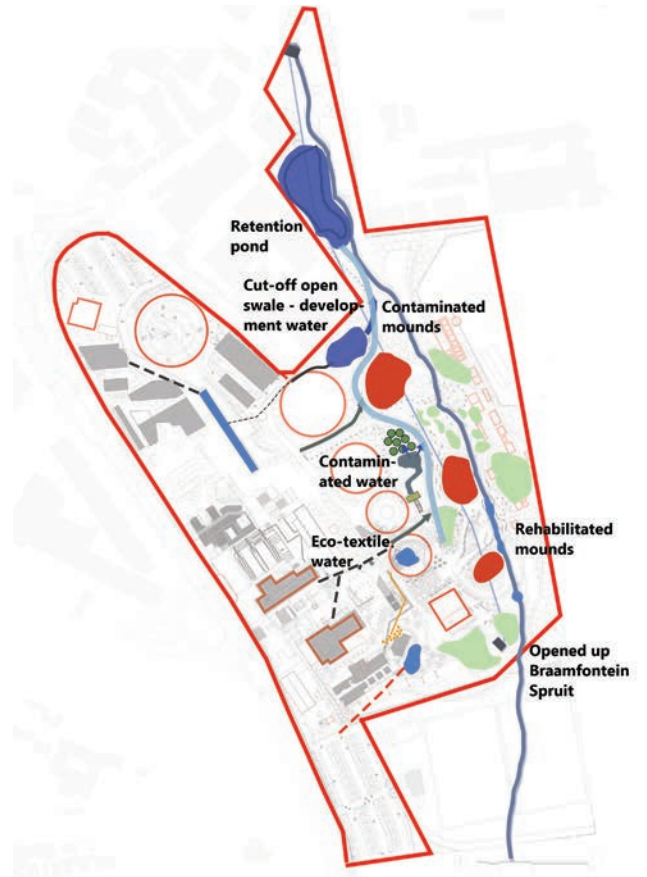 Retention
pond
Cut-off open
swale - develop-
ment water
Contaminated
mounds
Contamin-
ated water
Eco-textile
water
Rehabilitated
mounds
Opened up
Braamfontein
Spruit